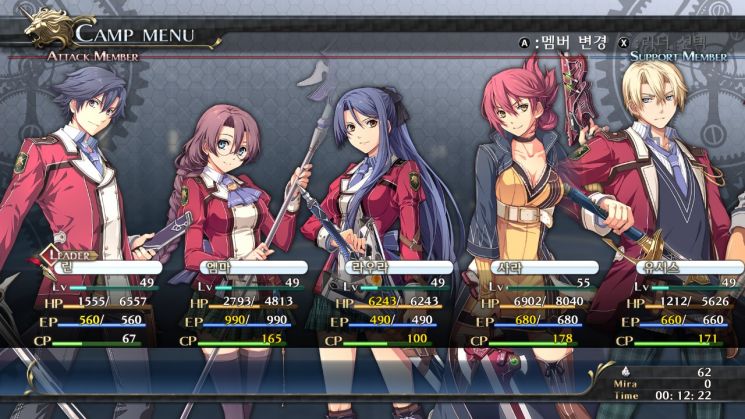 CAMP MENU
Ⓐ:멤버 변경 Ⓧ:리더 선택
ATTACK MEMBER SUPPORT MEMBER
LEADER
린 엠마 라우라 사라 유시스
Lv 49 Lv 49 Lv 49 Lv 55 Lv 49
HP 1555/ 6557 HP 2793/ 4813 HP 6243/ 6243 HP 6902/ 8040 HP 1212/ 5626
EP 560/ 560 EP 990/ 990 EP 490/ 490 EP 680/ 680 EP 660/ 660
CP 67 CP 165 CP 100 CP 178 CP 171
62
Mira 0
Time 00: 12: 22